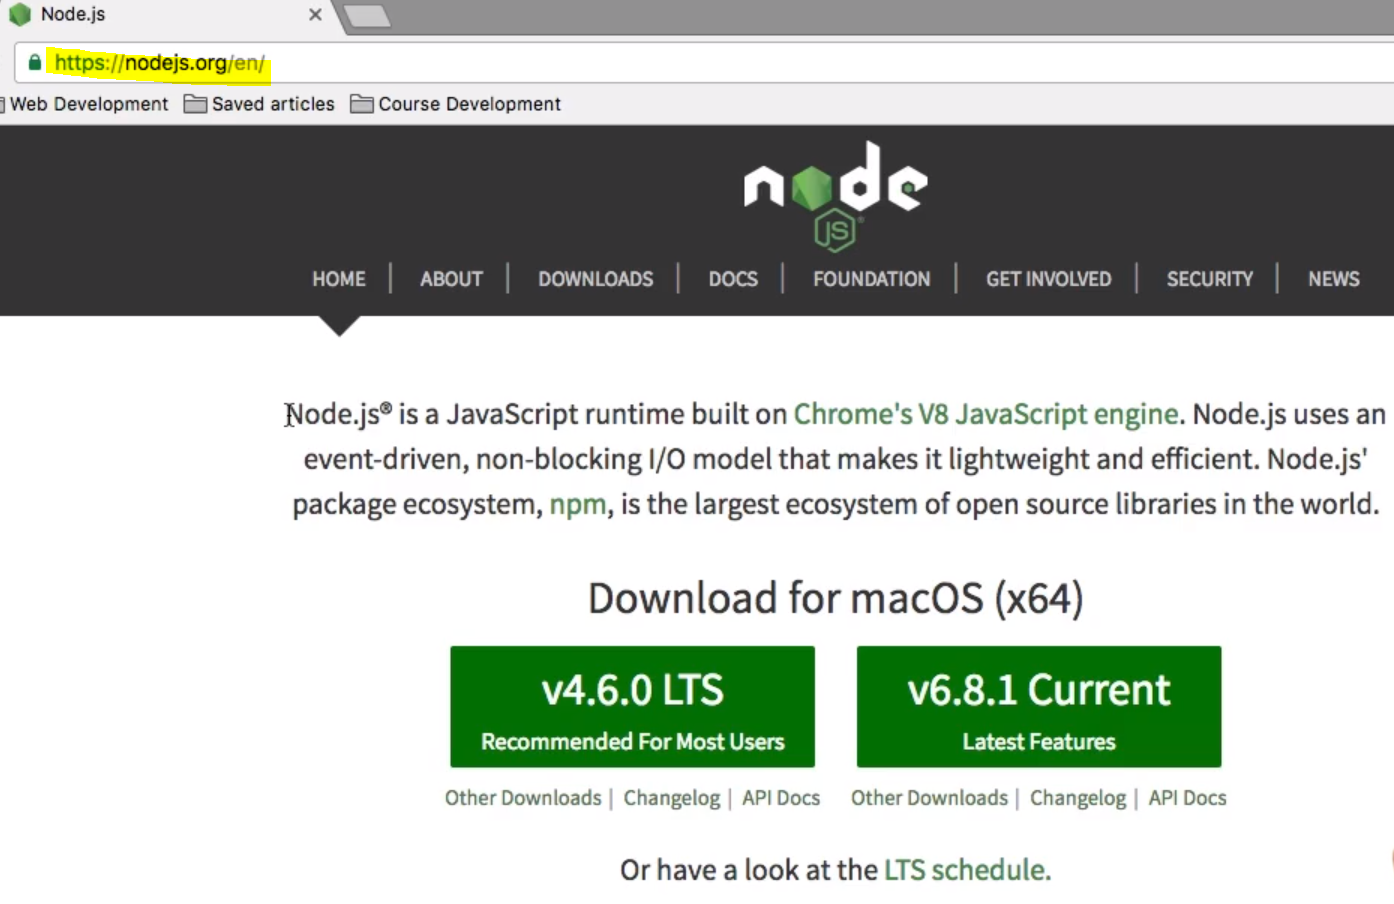 Node.js
https://nodejs.org/en/
Web Development Saved articles Course Development
node
JS
HOME | ABOUT | DOWNLOADS | DOCS | FOUNDATION | GET INVOLVED | SECURITY | NEWS
Node.js® is a JavaScript runtime built on Chrome's V8 JavaScript engine. Node.js uses an
event-driven, non-blocking I/O model that makes it lightweight and efficient. Node.js'
package ecosystem, npm, is the largest ecosystem of open source libraries in the world.
Download for macOS (x64)
v4.6.0 LTS
Recommended For Most Users
v6.8.1 Current
Latest Features
Other Downloads | Changelog | API Docs
Other Downloads | Changelog | API Docs
Or have a look at the LTS schedule.